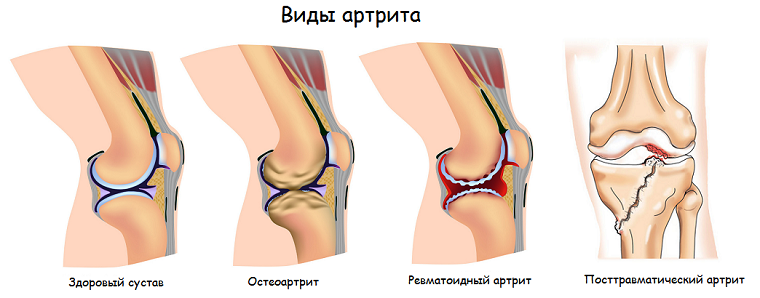 Виды артрита
Здоровый сустав
Остеоартрит
Ревматоидный артрит
Посттравматический артрит